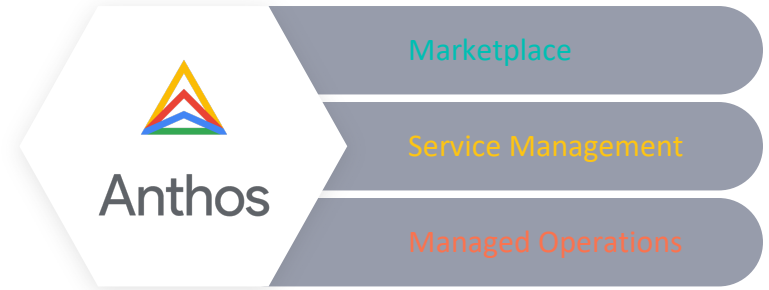 Anthos
Marketplace
Service Management
Managed Operations